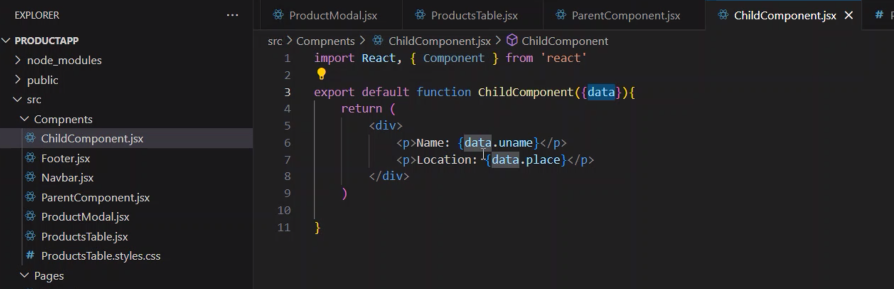 EXPLORER ...
PRODUCTAPP
node_modules
public
src
Compnents
ChildComponent.jsx
Footer.jsx
Navbar.jsx
ParentComponent.jsx
ProductModal.jsx
ProductsTable.jsx
# ProductsTable.styles.css
Pages
ProductModal.jsx ProductsTable.jsx ParentComponent.jsx ChildComponent.jsx × P
src > Compnents > ChildComponent.jsx > ChildComponent
1 import React, { Component } from 'react'
2
3 export default function ChildComponent({data}){
4 return (
5 <div>
6 <p>Name: {data.uname}</p>
7 <p>Location: {data.place}</p>
8 </div>
9 )
10
11 }